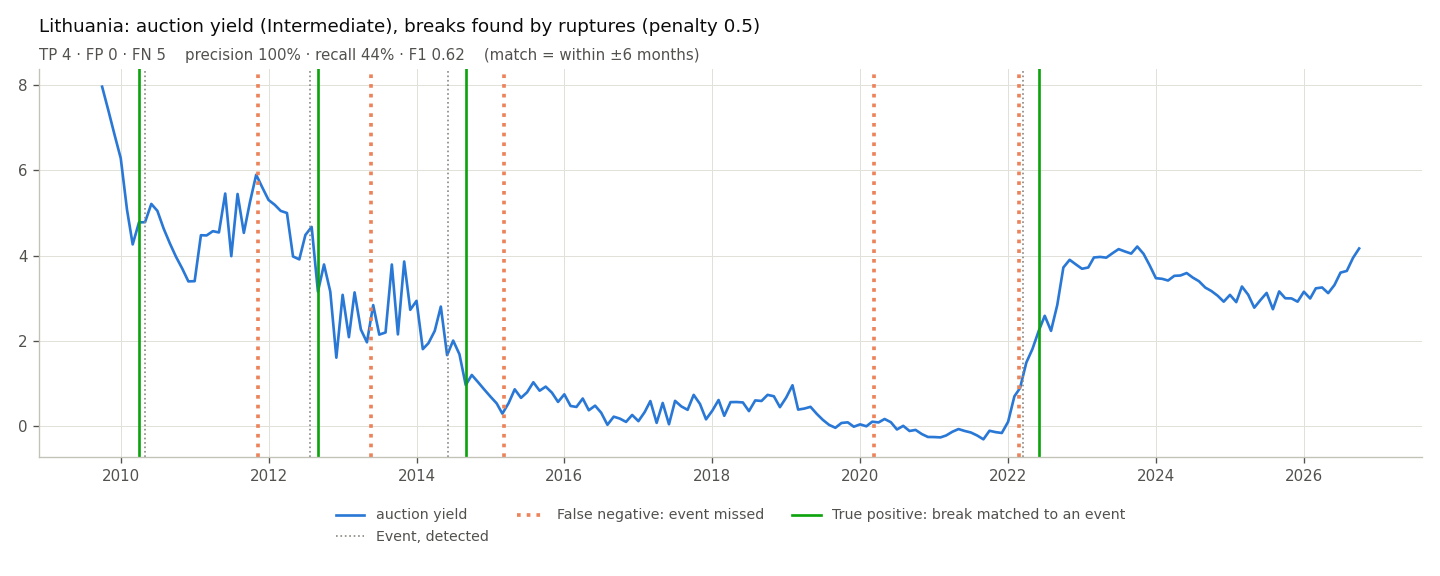 Lithuania: auction yield (Intermediate), breaks found by ruptures (penalty 0.5)
TP 4 · FP 0 · FN 5    precision 100% · recall 44% · F1 0.62    (match = within ±6 months)
8
6
4
2
0
2010 2012 2014 2016 2018 2020 2022 2024 2026
auction yield    False negative: event missed    True positive: break matched to an event
Event, detected